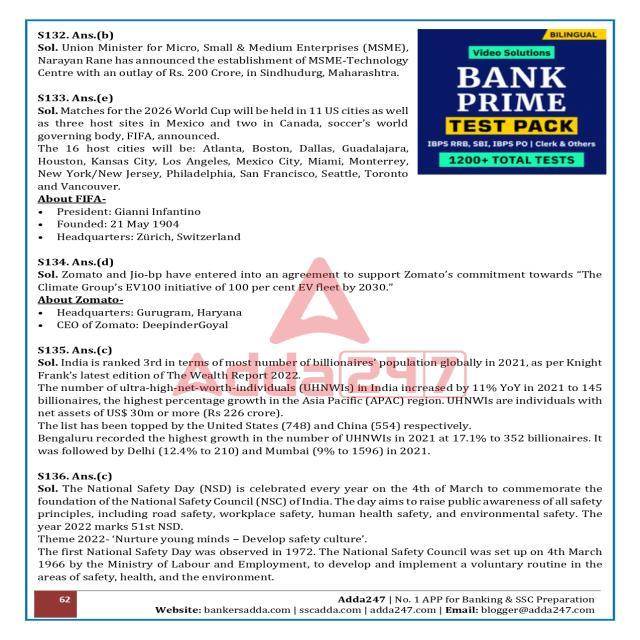 S132. Ans.(b)
Sol. Union Minister for Micro, Small & Medium Enterprises (MSME),
Narayan Rane has announced the establishment of MSME-Technology
Centre with an outlay of Rs. 200 Crore, in Sindhudurg, Maharashtra.
S133. Ans.(e)
Sol. Matches for the 2026 World Cup will be held in 11 US cities as well
as three host sites in Mexico and two in Canada, soccer's world
governing body, FIFA, announced.
The 16 host cities will be: Atlanta, Boston, Dallas, Guadalajara,
Houston, Kansas City, Los Angeles, Mexico City, Miami, Monterrey,
New York/New Jersey, Philadelphia, San Francisco, Seattle, Toronto
and Vancouver.
About FIFA-
• President: Gianni Infantino
• Founded: 21 May 1904
• Headquarters: Zürich, Switzerland
BILINGUAL
Video Solutions
BANK
PRIME
TEST PACK
IBPS RRB, SBI, IBPS PO | Clerk & Others
1200+ TOTAL TESTS
S134. Ans.(d)
Sol. Zomato and Jio-bp have entered into an agreement to support Zomato's commitment towards "The
Climate Group's EV100 initiative of 100 per cent EV fleet by 2030."
About Zomato-
• Headquarters: Gurugram, Haryana
• CEO of Zomato: DeepinderGoyal
S135. Ans.(c)
Sol. India is ranked 3rd in terms of most number of billionaires' population globally in 2021, as per Knight
Frank's latest edition of The Wealth Report 2022.
The number of ultra-high-net-worth-individuals (UHNWIs) in India increased by 11% YoY in 2021 to 145
billionaires, the highest percentage growth in the Asia Pacific (APAC) region. UHNWIs are individuals with
net assets of US$ 30m or more (Rs 226 crore).
The list has been topped by the United States (748) and China (554) respectively.
Bengaluru recorded the highest growth in the number of UHNWIs in 2021 at 17.1% to 352 billionaires. It
was followed by Delhi (12.4% to 210) and Mumbai (9% to 1596) in 2021.
Adda247
S136. Ans.(c)
Sol. The National Safety Day (NSD) is celebrated every year on the 4th of March to commemorate the
foundation of the National Safety Council (NSC) of India. The day aims to raise public awareness of all safety
principles, including road safety, workplace safety, human health safety, and environmental safety. The
year 2022 marks 51st NSD.
Theme 2022- 'Nurture young minds – Develop safety culture'.
The first National Safety Day was observed in 1972. The National Safety Council was set up on 4th March
1966 by the Ministry of Labour and Employment, to develop and implement a voluntary routine in the
areas of safety, health, and the environment.
62
Adda247 | No. 1 APP for Banking & SSC Preparation
Website: bankersadda.com | sscadda.com | adda247.com | Email: blogger@adda247.com